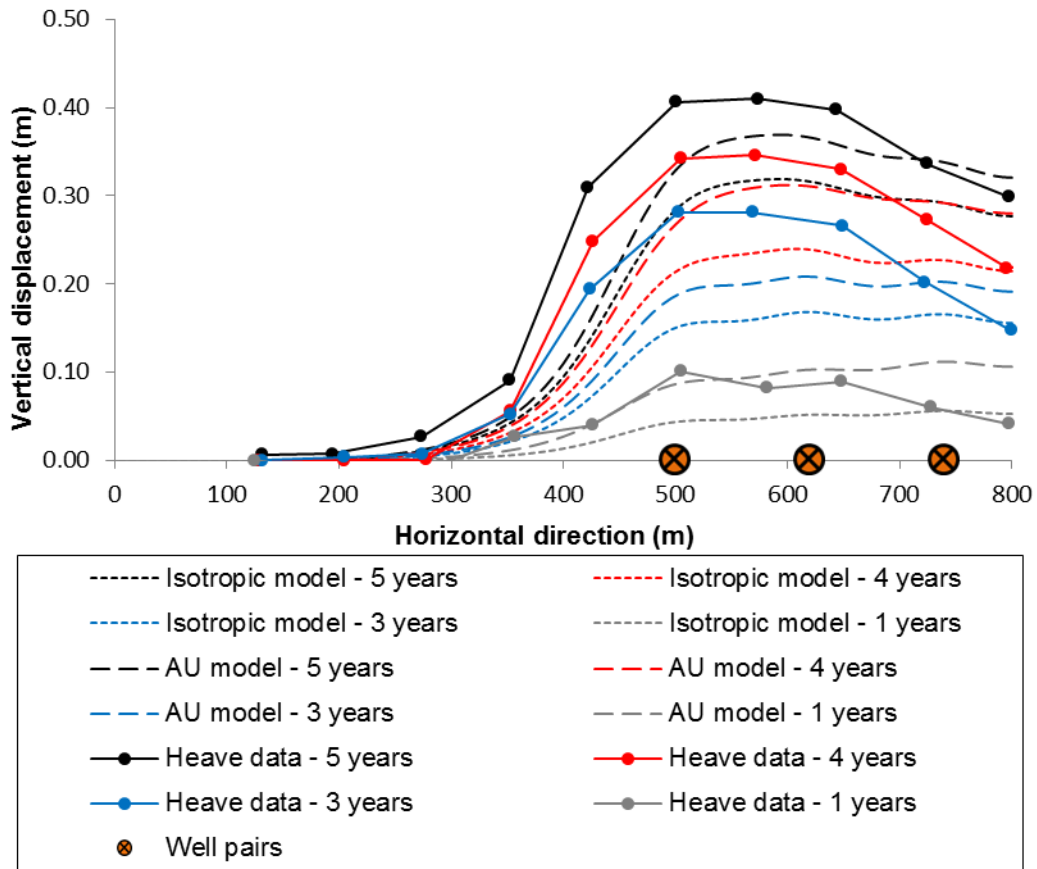 0.50
0.40
0.30
0.20
0.10
0.00
Vertical displacement (m)
0 100 200 300 400 500 600 700 800
Horizontal direction (m)
Isotropic model - 5 years Isotropic model - 4 years
Isotropic model - 3 years Isotropic model - 1 years
AU model - 5 years AU model - 4 years
AU model - 3 years AU model - 1 years
Heave data - 5 years Heave data - 4 years
Heave data - 3 years Heave data - 1 years
Well pairs